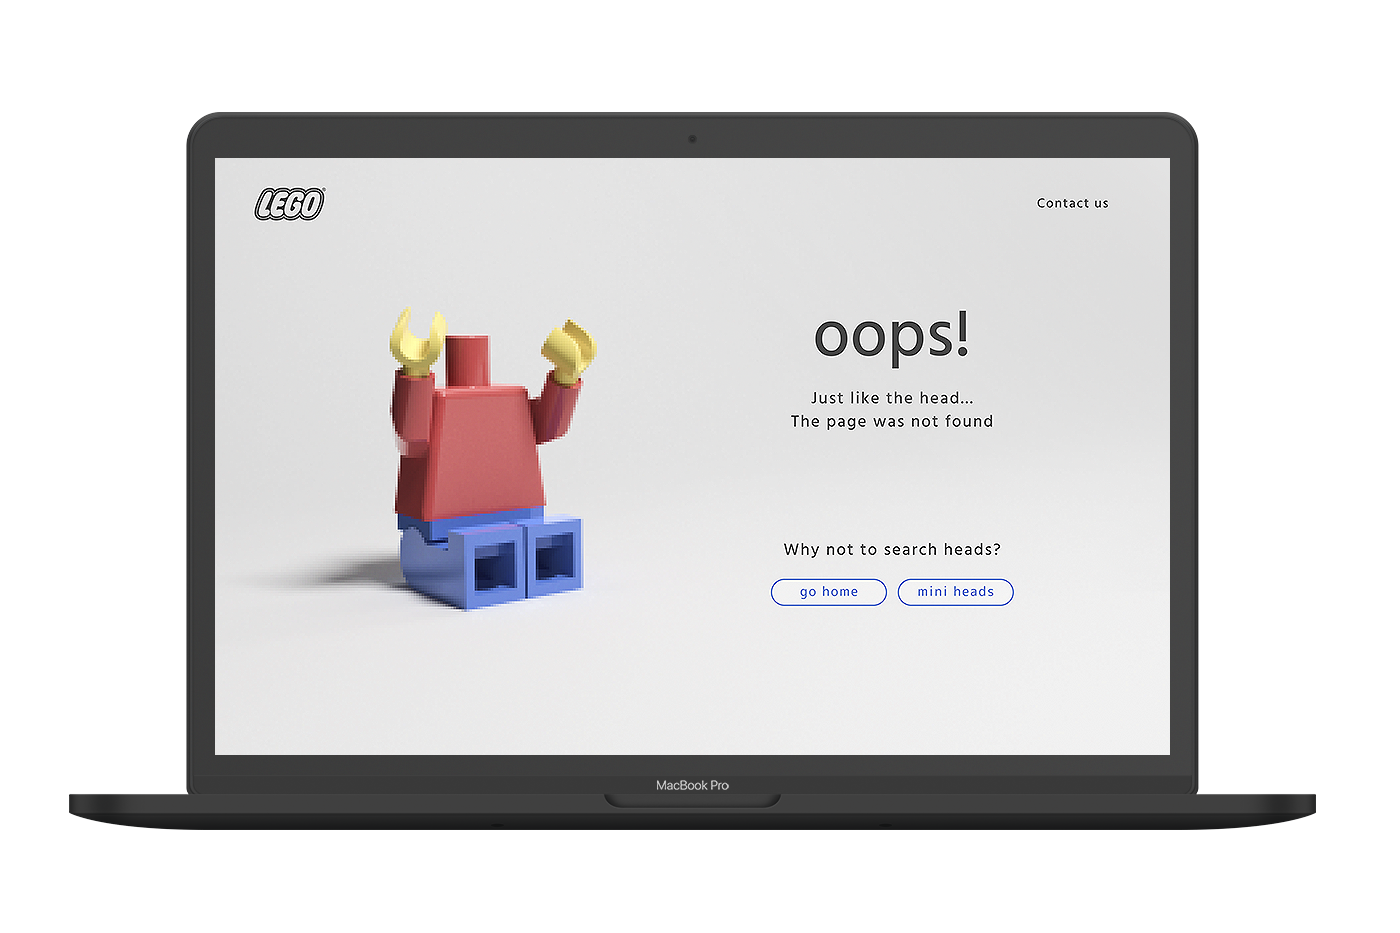 LEGO®
Contact us
oops!
Just like the head...
The page was not found
Why not to search heads?
go home
mini heads
MacBook Pro